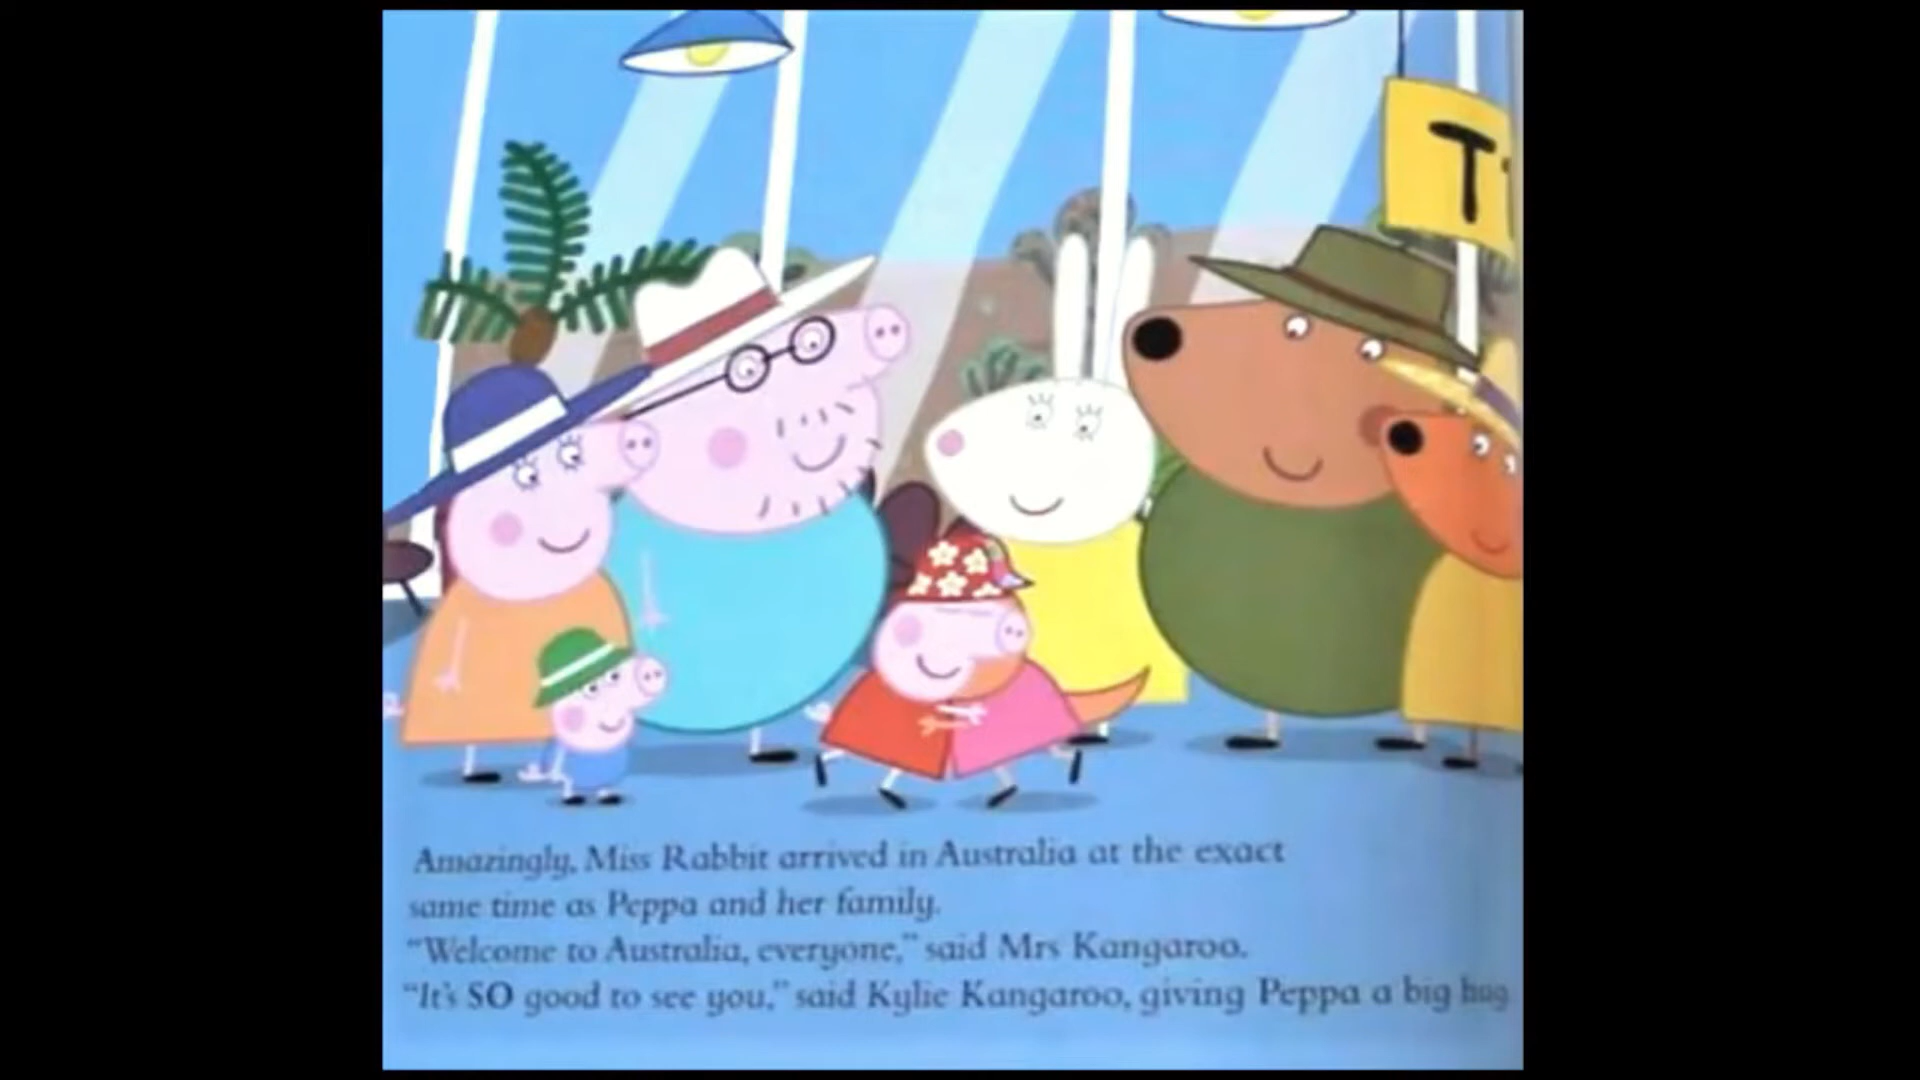 T
Amazingly, Miss Rabbit arrived in Australia at the exact
same time as Peppa and her family.
“Welcome to Australia, everyone,” said Mrs Kangaroo.
“It's SO good to see you,” said Kylie Kangaroo, giving Peppa a big hug